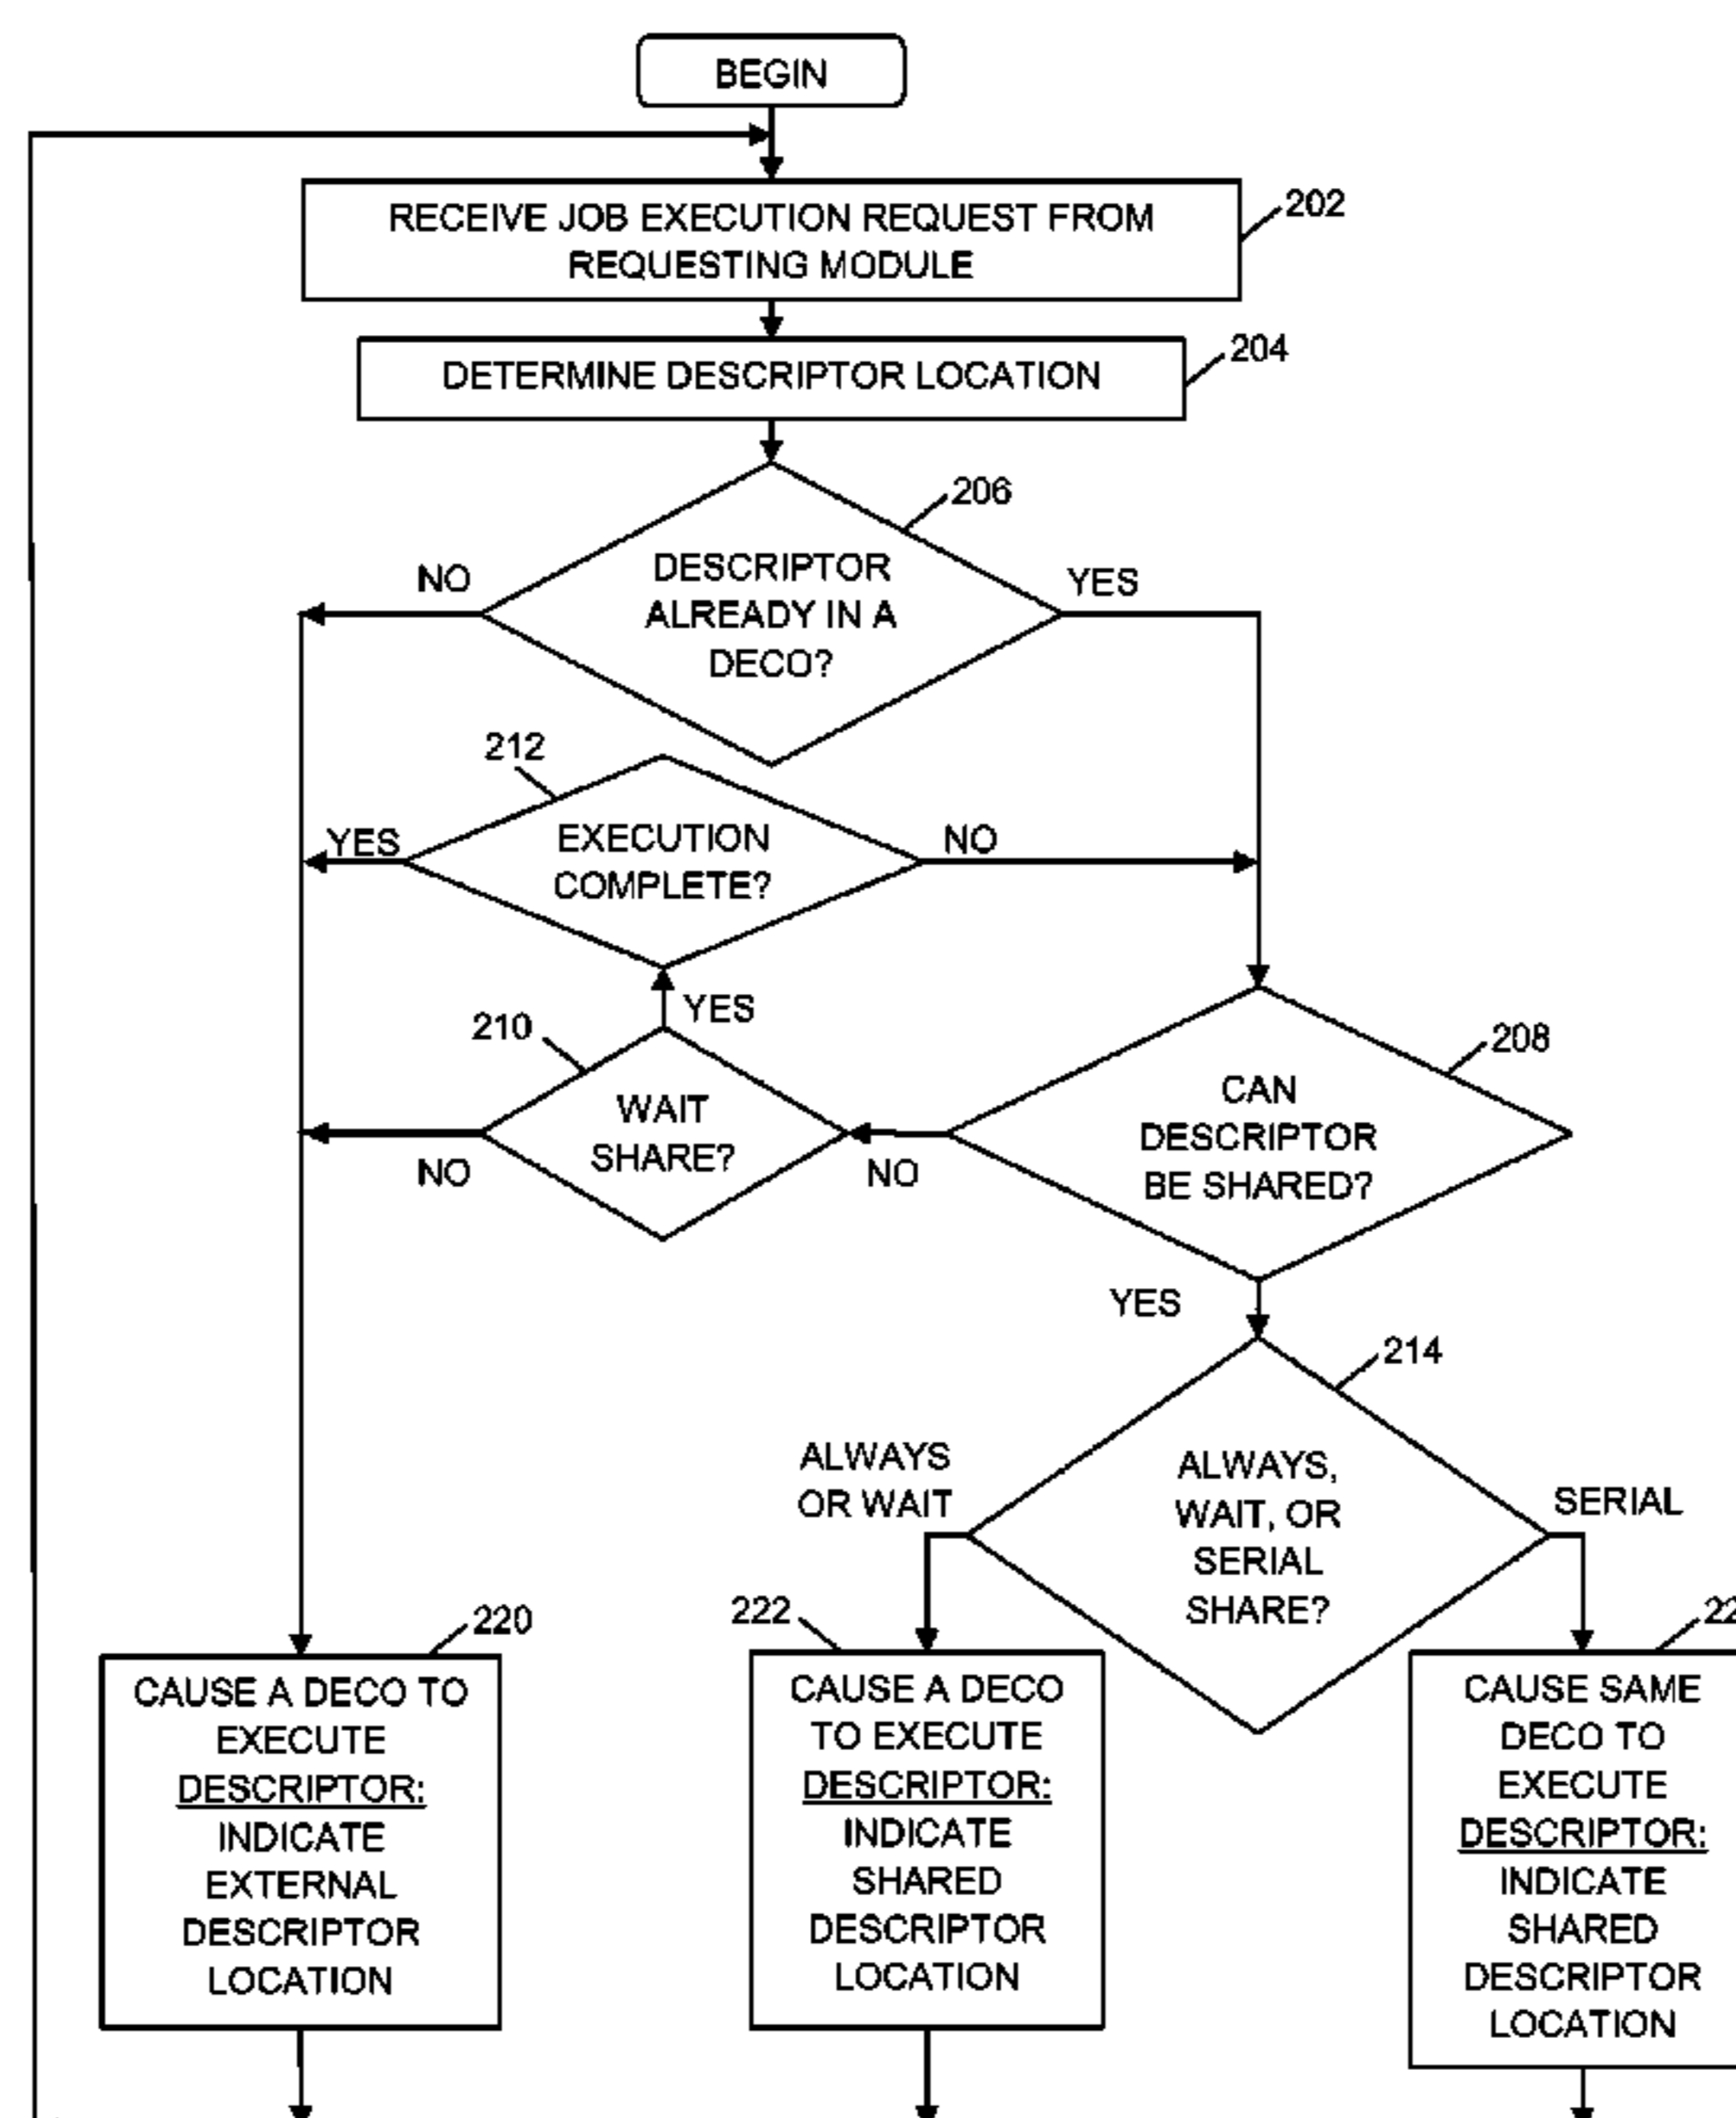 BEGIN
RECEIVE JOB EXECUTION REQUEST FROM
REQUESTING MODULE
202
DETERMINE DESCRIPTOR LOCATION
204
206
DESCRIPTOR
ALREADY IN A
DECO?
NO
YES
212
EXECUTION
COMPLETE?
YES
NO
YES
210
WAIT
SHARE?
NO
NO
208
CAN
DESCRIPTOR
BE SHARED?
YES
214
ALWAYS,
WAIT, OR
SERIAL
SHARE?
ALWAYS
OR WAIT
SERIAL
220
CAUSE A DECO TO
EXECUTE
DESCRIPTOR:
INDICATE
EXTERNAL
DESCRIPTOR
LOCATION
222
CAUSE A DECO
TO EXECUTE
DESCRIPTOR:
INDICATE
SHARED
DESCRIPTOR
LOCATION
CAUSE SAME
DECO TO
EXECUTE
DESCRIPTOR:
INDICATE
SHARED
DESCRIPTOR
LOCATION